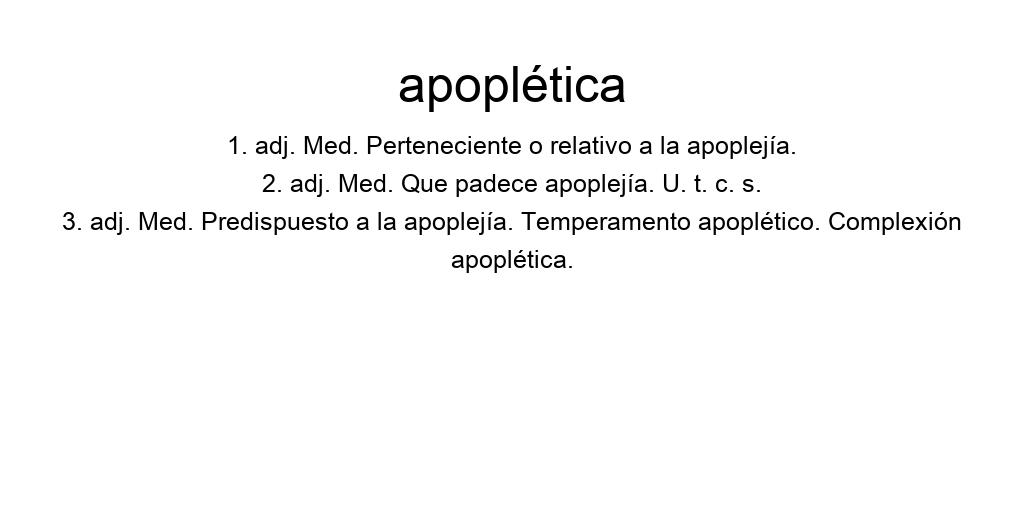 apoplética
1. adj. Med. Perteneciente o relativo a la apoplejía.
2. adj. Med. Que padece apoplejía. U. t. c. s.
3. adj. Med. Predispuesto a la apoplejía. Temperamento apoplético. Complexión
apoplética.